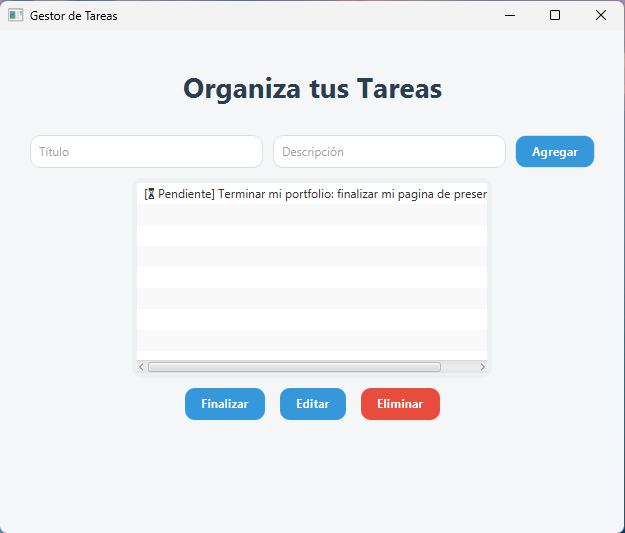 Gestor de Tareas
Organiza tus Tareas
Título Descripción Agregar
[⌛ Pendiente] Terminar mi portfolio: finalizar mi pagina de preser
Finalizar Editar Eliminar